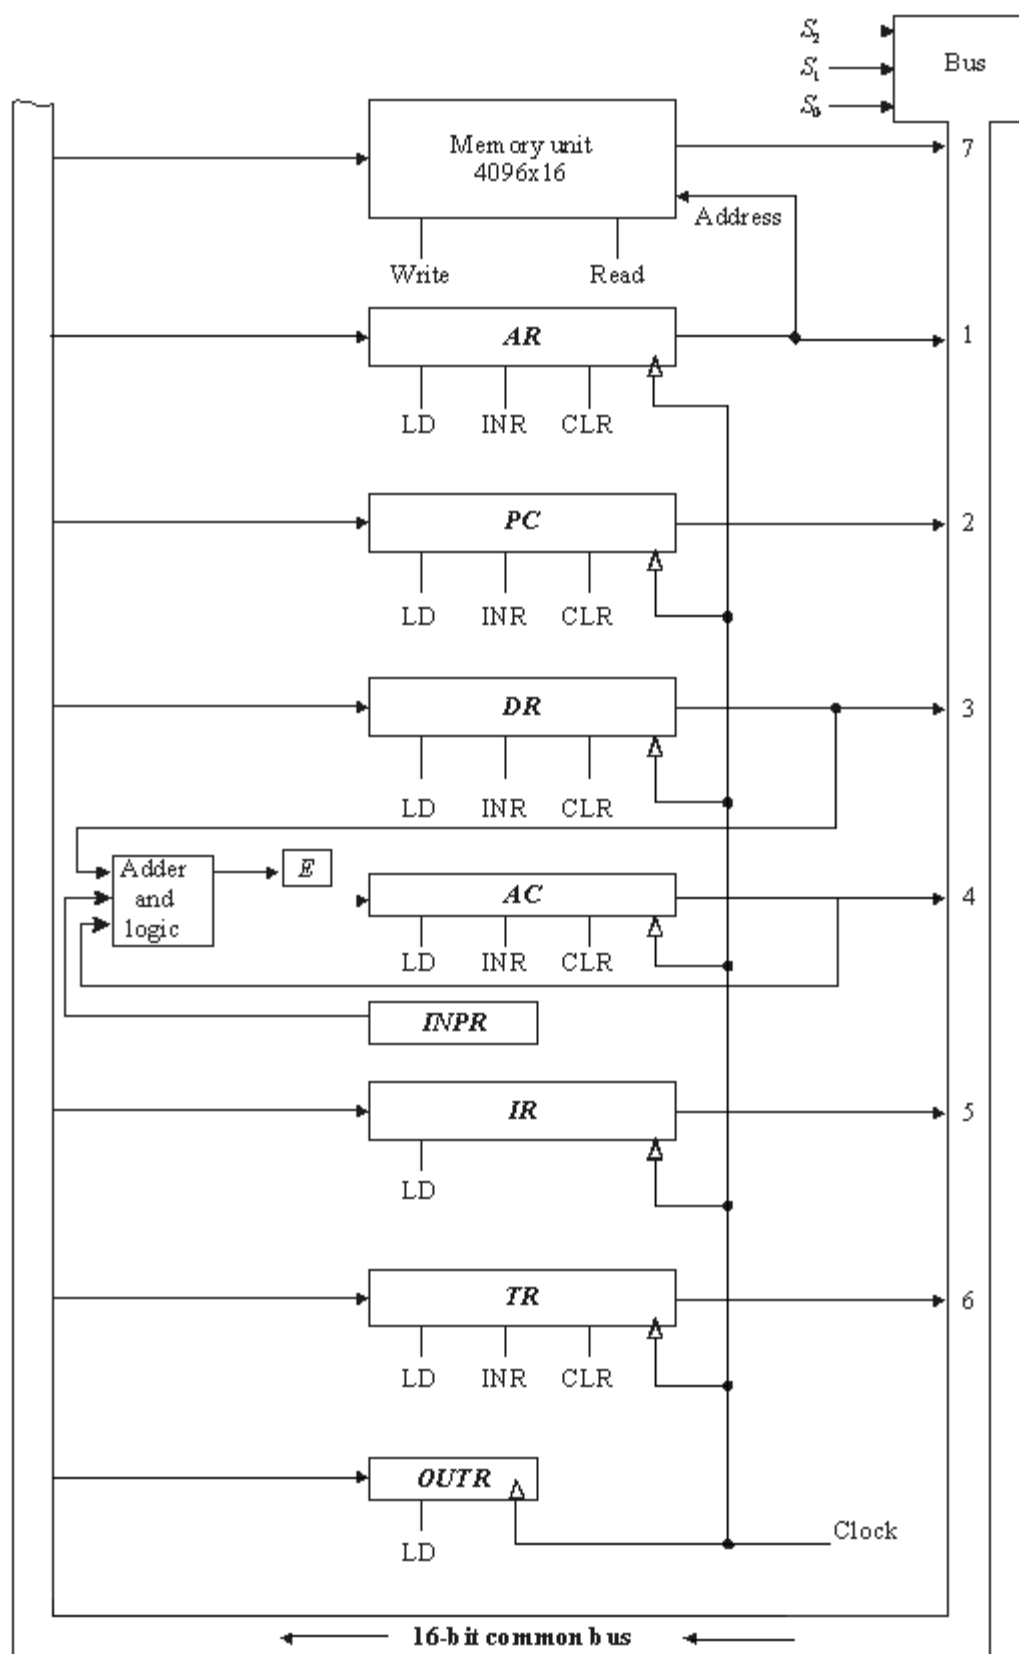 S₂
S₁
S₀
Bus
Memory unit
4096x16
7
Address
Write
Read
AR
1
LD
INR
CLR
PC
2
LD
INR
CLR
DR
3
LD
INR
CLR
Adder
and
logic
E
AC
4
LD
INR
CLR
INPR
IR
5
LD
TR
6
LD
INR
CLR
OUTR
LD
Clock
16-bit common bus